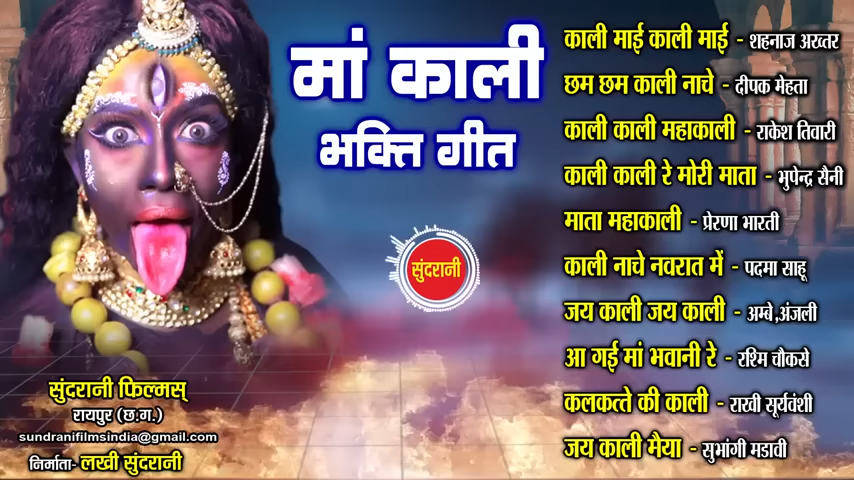 मां काली
भक्ति गीत
काली माई काली माई - शहनाज अख्तर
छम छम काली नाचे - दीपक मेहता
काली काली महाकाली - राकेश तिवारी
काली काली रे मोरी माता - भुपेन्द्र सैनी
माता महाकाली - प्रेरणा भारती
काली नाचे नवरात में - पदमा साहू
जय काली जय काली - अम्बे,अंजली
आ गई मां भवानी रे - रश्मि चौकसे
कलकत्ते की काली - राखी सूर्यवंशी
जय काली मैया - सुभांगी मडावी
सुंदरानी
सुंदरानी फिल्मस्
रायपुर (छ.ग.)
sundranifilmsindia@gmail.com
निर्माता- लखी सुंदरानी